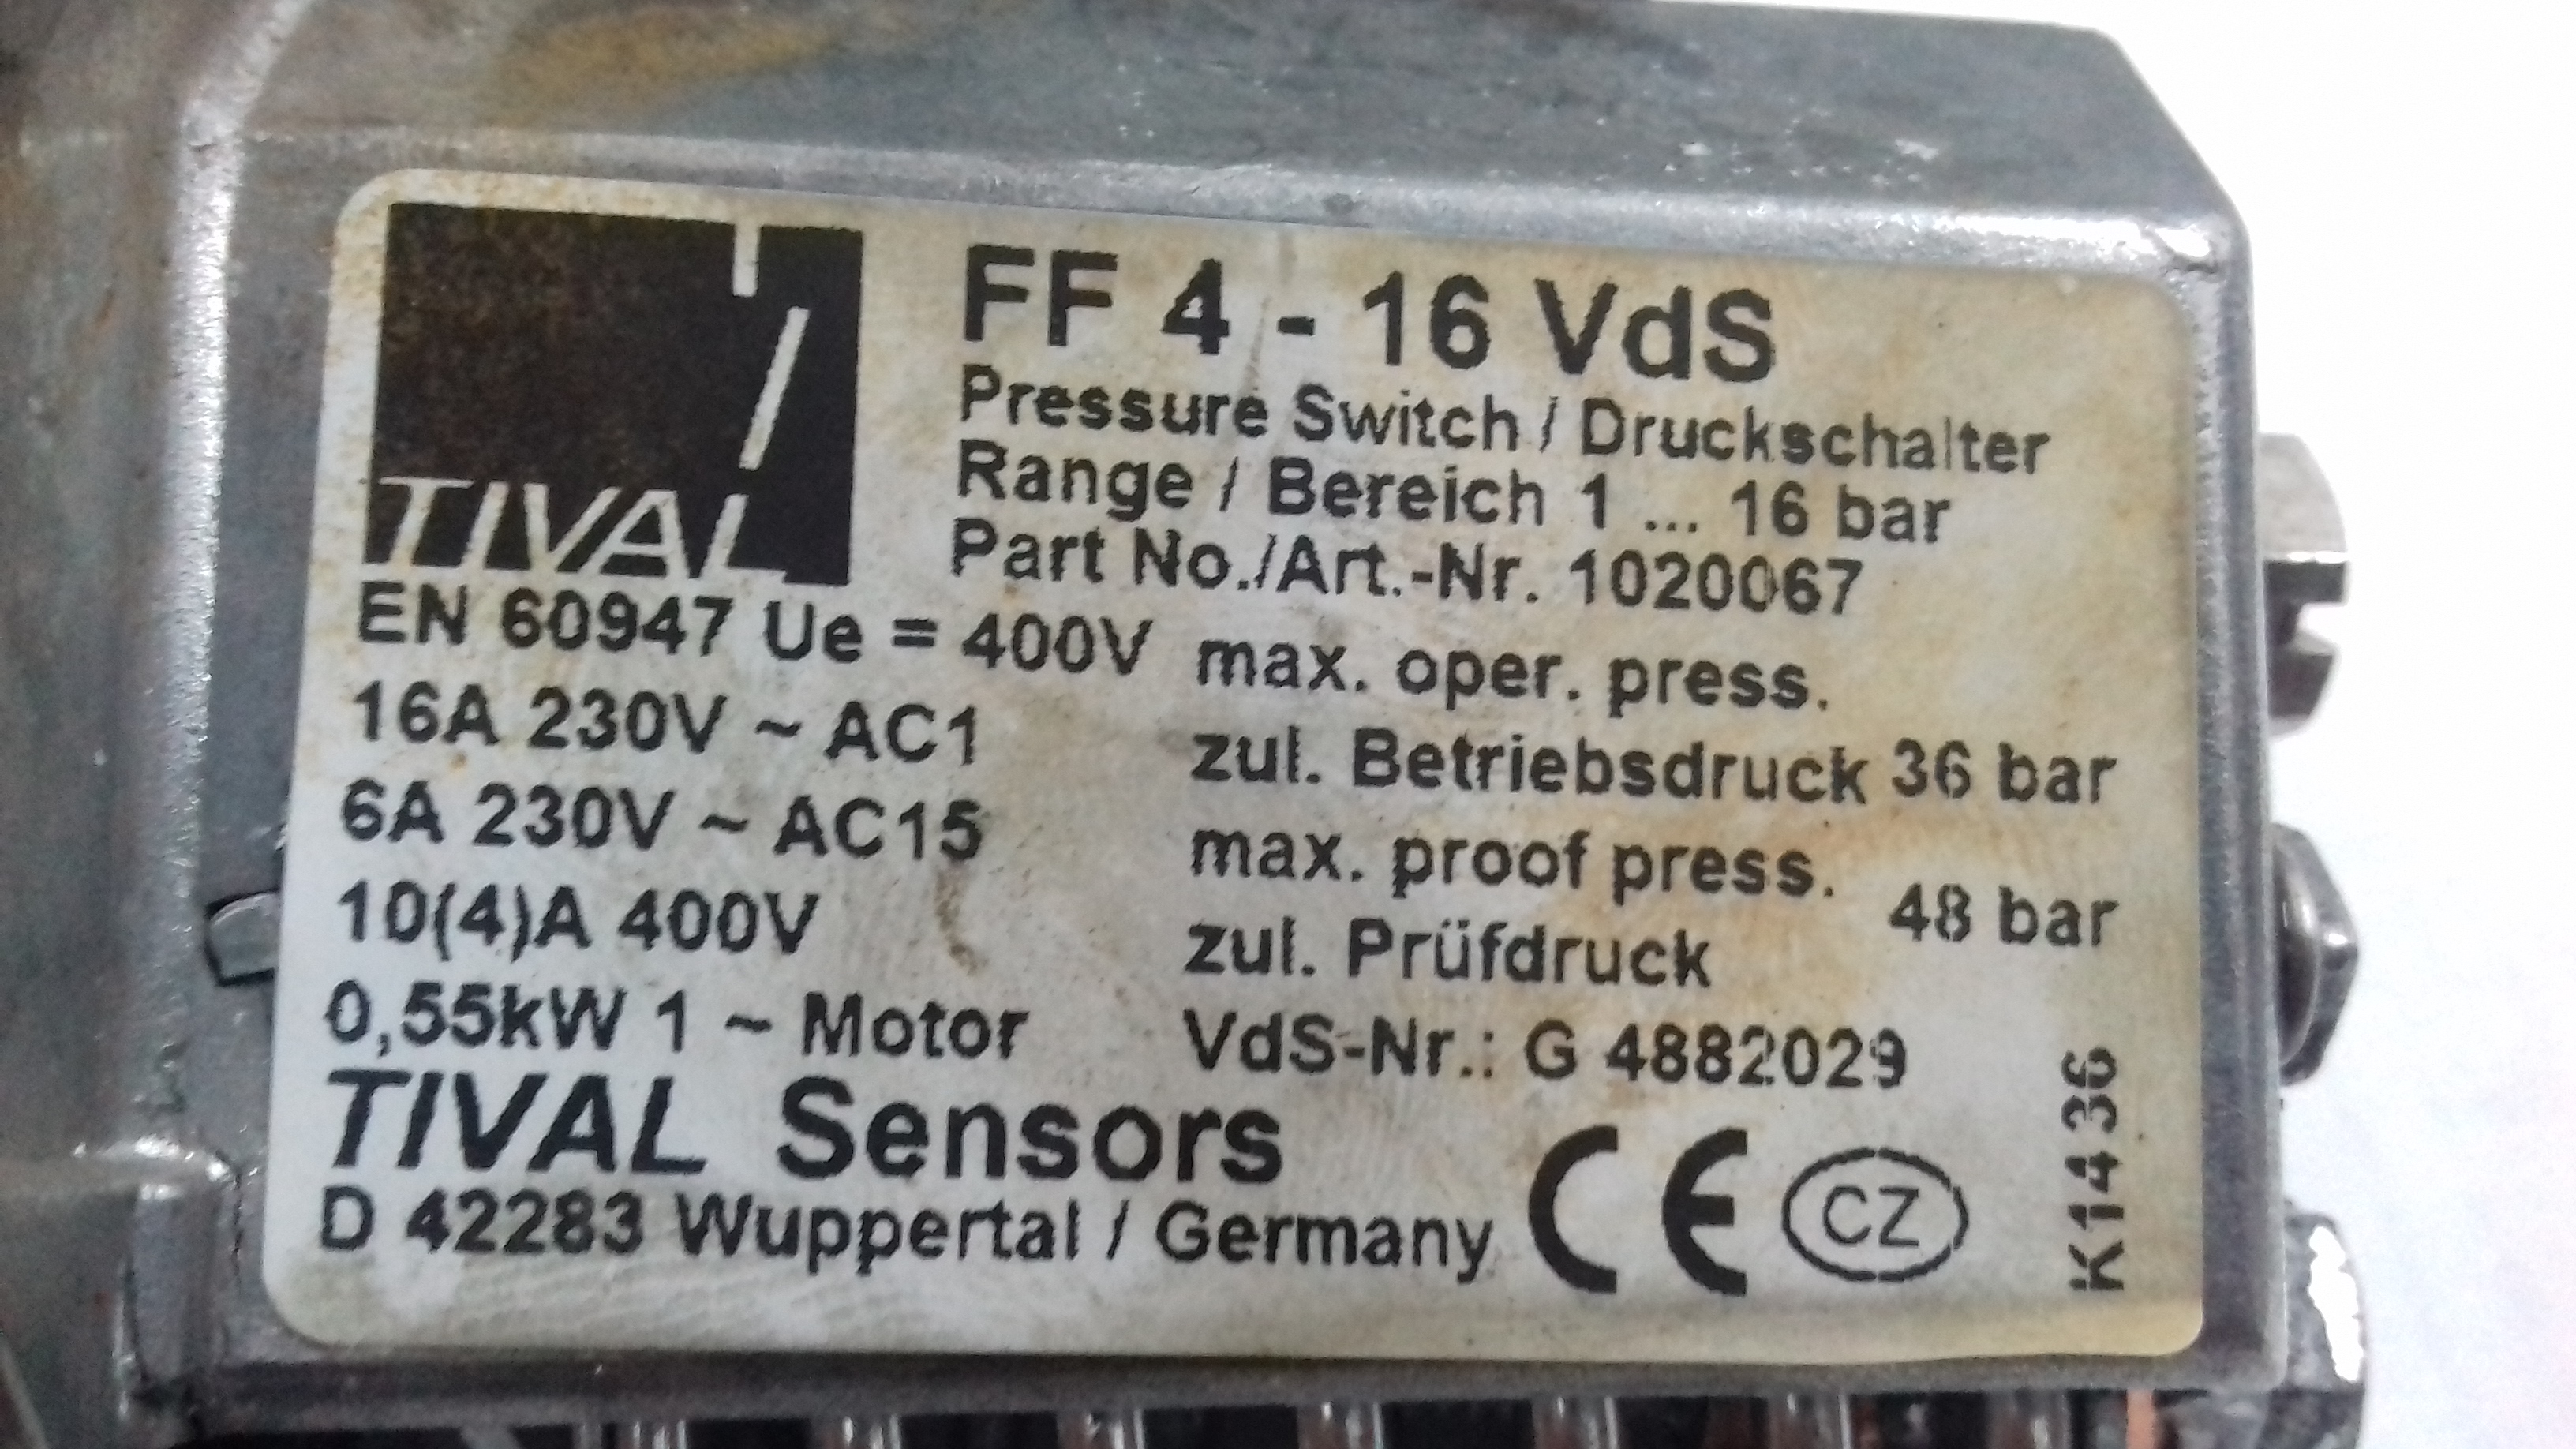 TIVAL
FF 4 - 16 VdS
Pressure Switch / Druckschalter
Range / Bereich 1 ... 16 bar
Part No./Art.-Nr. 1020067
EN 60947 Ue = 400V
16A 230V ~ AC1
6A 230V ~ AC15
10(4)A 400V
0,55kW 1 ~ Motor
max. oper. press.
zul. Betriebsdruck 36 bar
max. proof press.
zul. Prüfdruck 48 bar
VdS-Nr.: G 4882029
TIVAL Sensors
D 42283 Wuppertal / Germany
CE
CZ
K1436